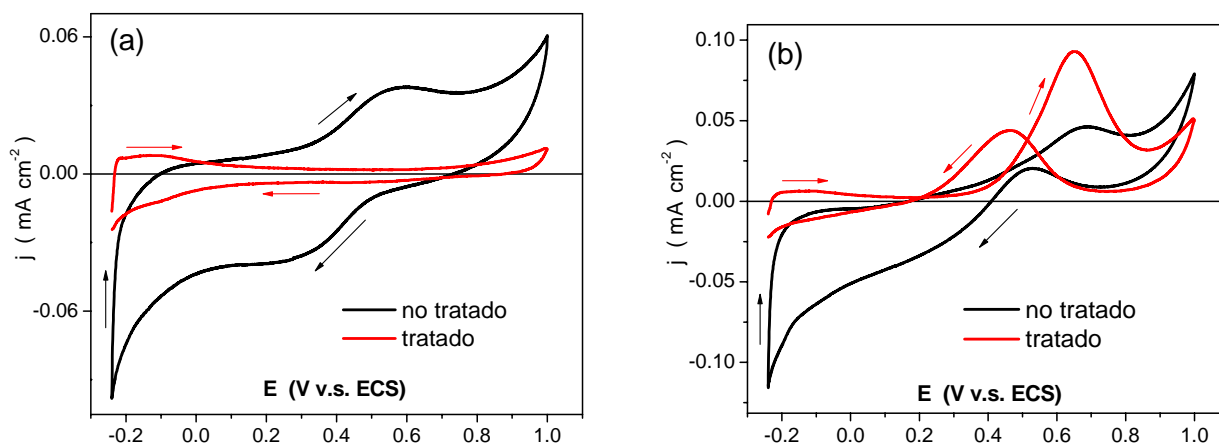 (a)
0.06
0.00
-0.06
j ( mA cm-2)
no tratado
tratado
E (V v.s. ECS)
-0.2 0.0 0.2 0.4 0.6 0.8 1.0
(b)
0.10
0.05
0.00
-0.05
-0.10
j ( mA cm-2)
no tratado
tratado
E (V v.s. ECS)
-0.2 0.0 0.2 0.4 0.6 0.8 1.0